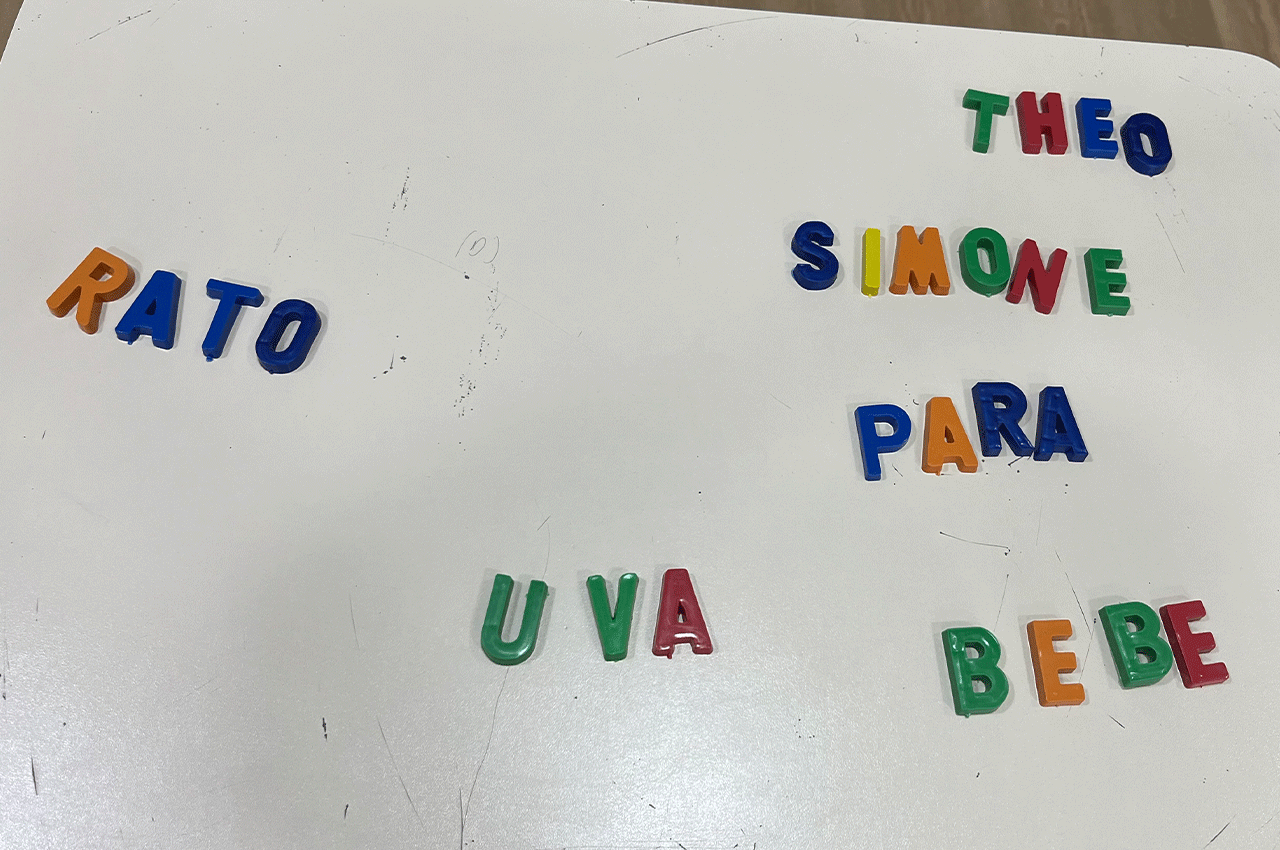 THEO
SIMONE
RATO
PARA
UVA
BEBE
(D)